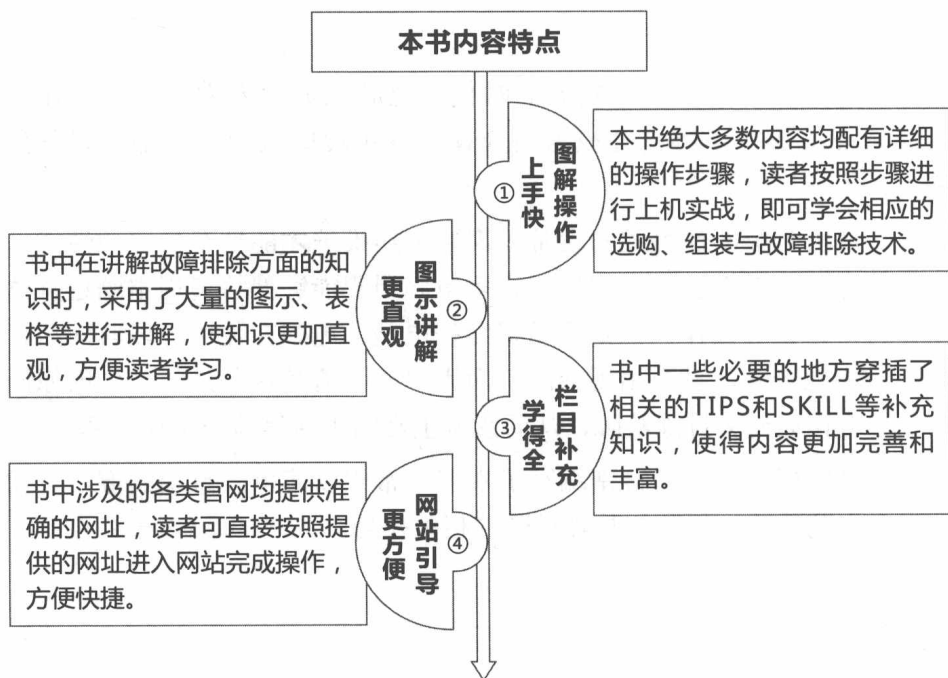 本书内容特点
①
图解操作
上手快
本书绝大多数内容均配有详细
的操作步骤，读者按照步骤进
行上机实战，即可学会相应的
选购、组装与故障排除技术。
②
图示讲解
更直观
书中在讲解故障排除方面的知
识时，采用了大量的图示、表
格等进行讲解，使知识更加直
观，方便读者学习。
③
栏目补充
学得全
书中一些必要的地方穿插了
相关的TIPS和SKILL等补充
知识，使得内容更加完善和
丰富。
④
网站引导
更方便
书中涉及的各类官网均提供准
确的网址，读者可直接按照提
供的网址进入网站完成操作，
方便快捷。